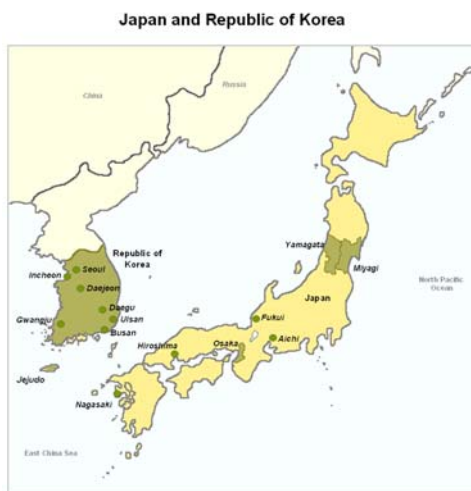 Japan and Republic of Korea
China
Russia
Yamagata
Republic
of Korea
Miyagi
Seoul
Incheon
North Pacific
Ocean
Daejeon
Japan
Daegu
Ulsan
Gwangju
Fukui
Busan
Aichi
Osaka
Hiroshima
Jejudo
Nagasaki
East China Sea